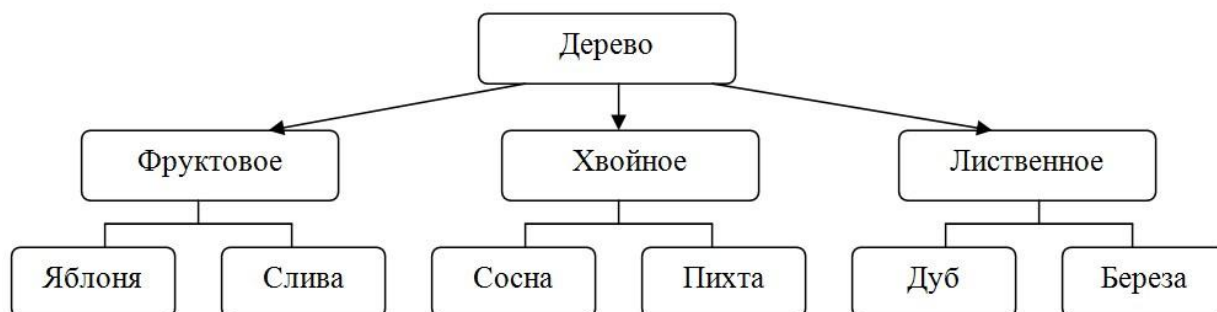 Дерево
Фруктовое
Хвойное
Лиственное
Яблоня
Слива
Сосна
Пихта
Дуб
Береза